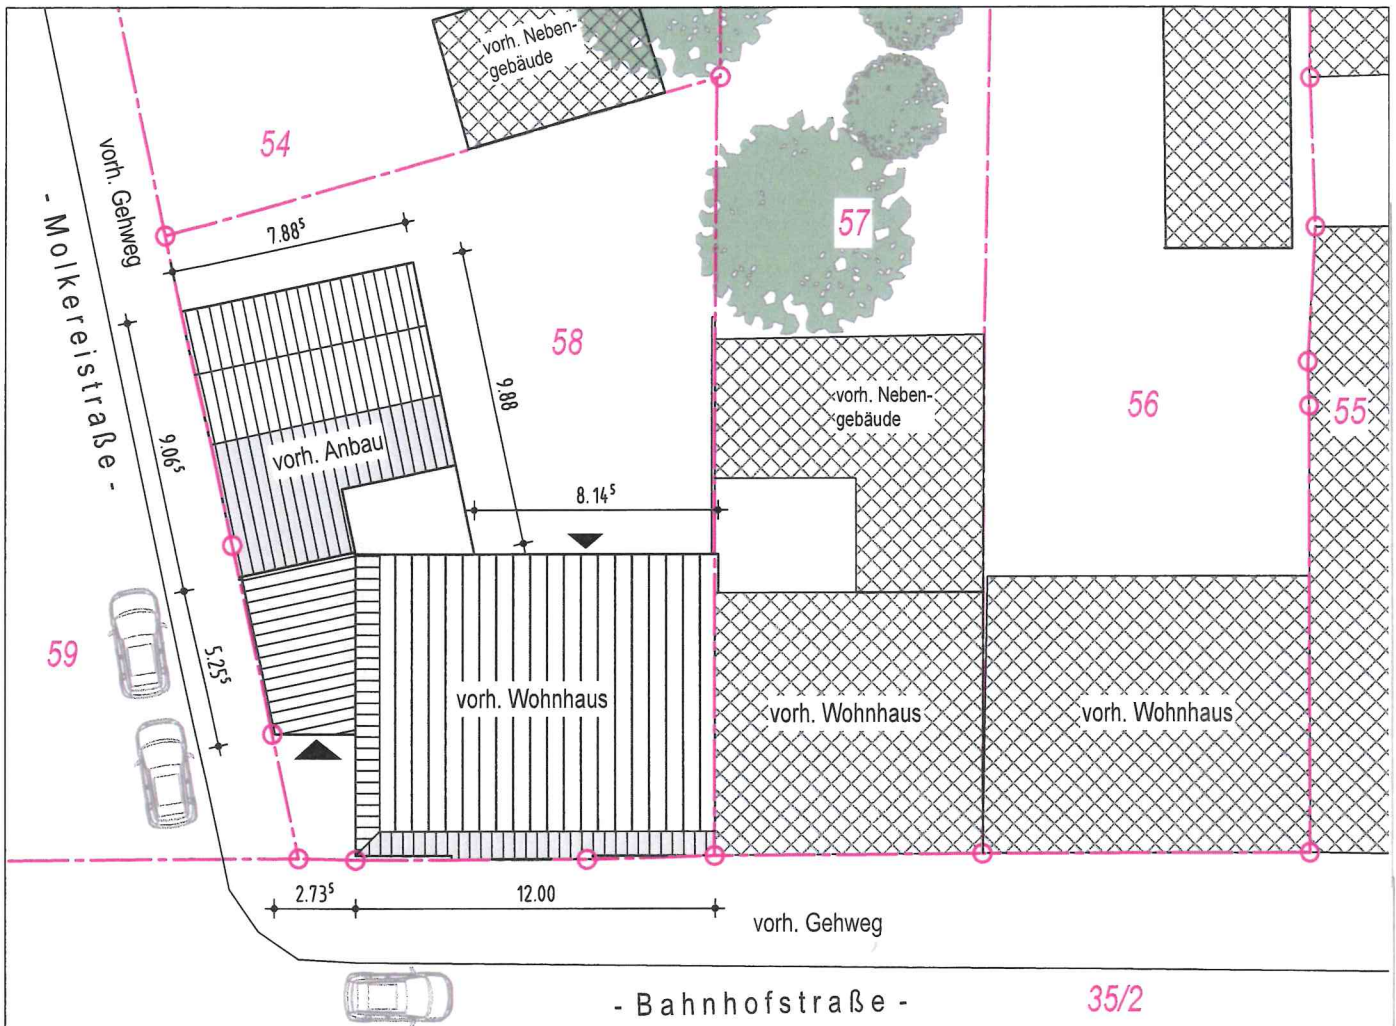 vorh. Neben-
gebäude
54
vorh. Gehweg
- Molkereistraße -
7.88⁵
57
58
9.88
9.06⁵
vorh. Anbau
8.14⁵
vorh. Neben-
gebäude
56
55
59
5.25⁵
vorh. Wohnhaus
vorh. Wohnhaus
vorh. Wohnhaus
2.73⁵
12.00
vorh. Gehweg
- Bahnhofstraße -
35/2